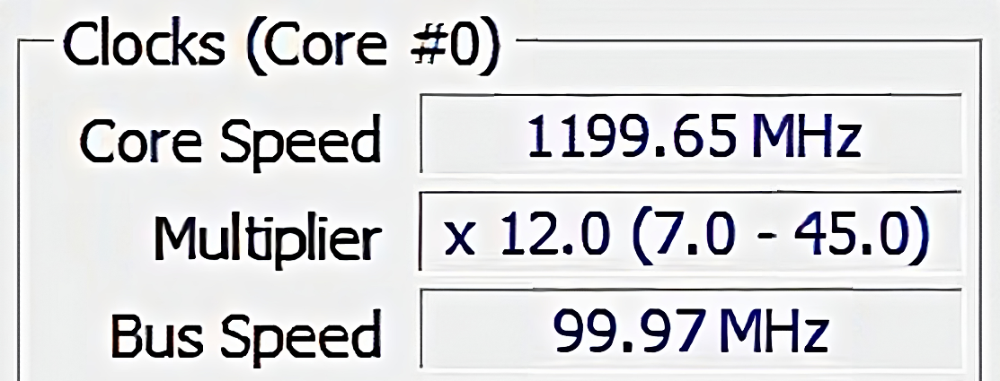 Clocks (Core #0)
Core Speed 1199.65 MHz
Multiplier x 12.0 (7.0 - 45.0)
Bus Speed 99.97 MHz